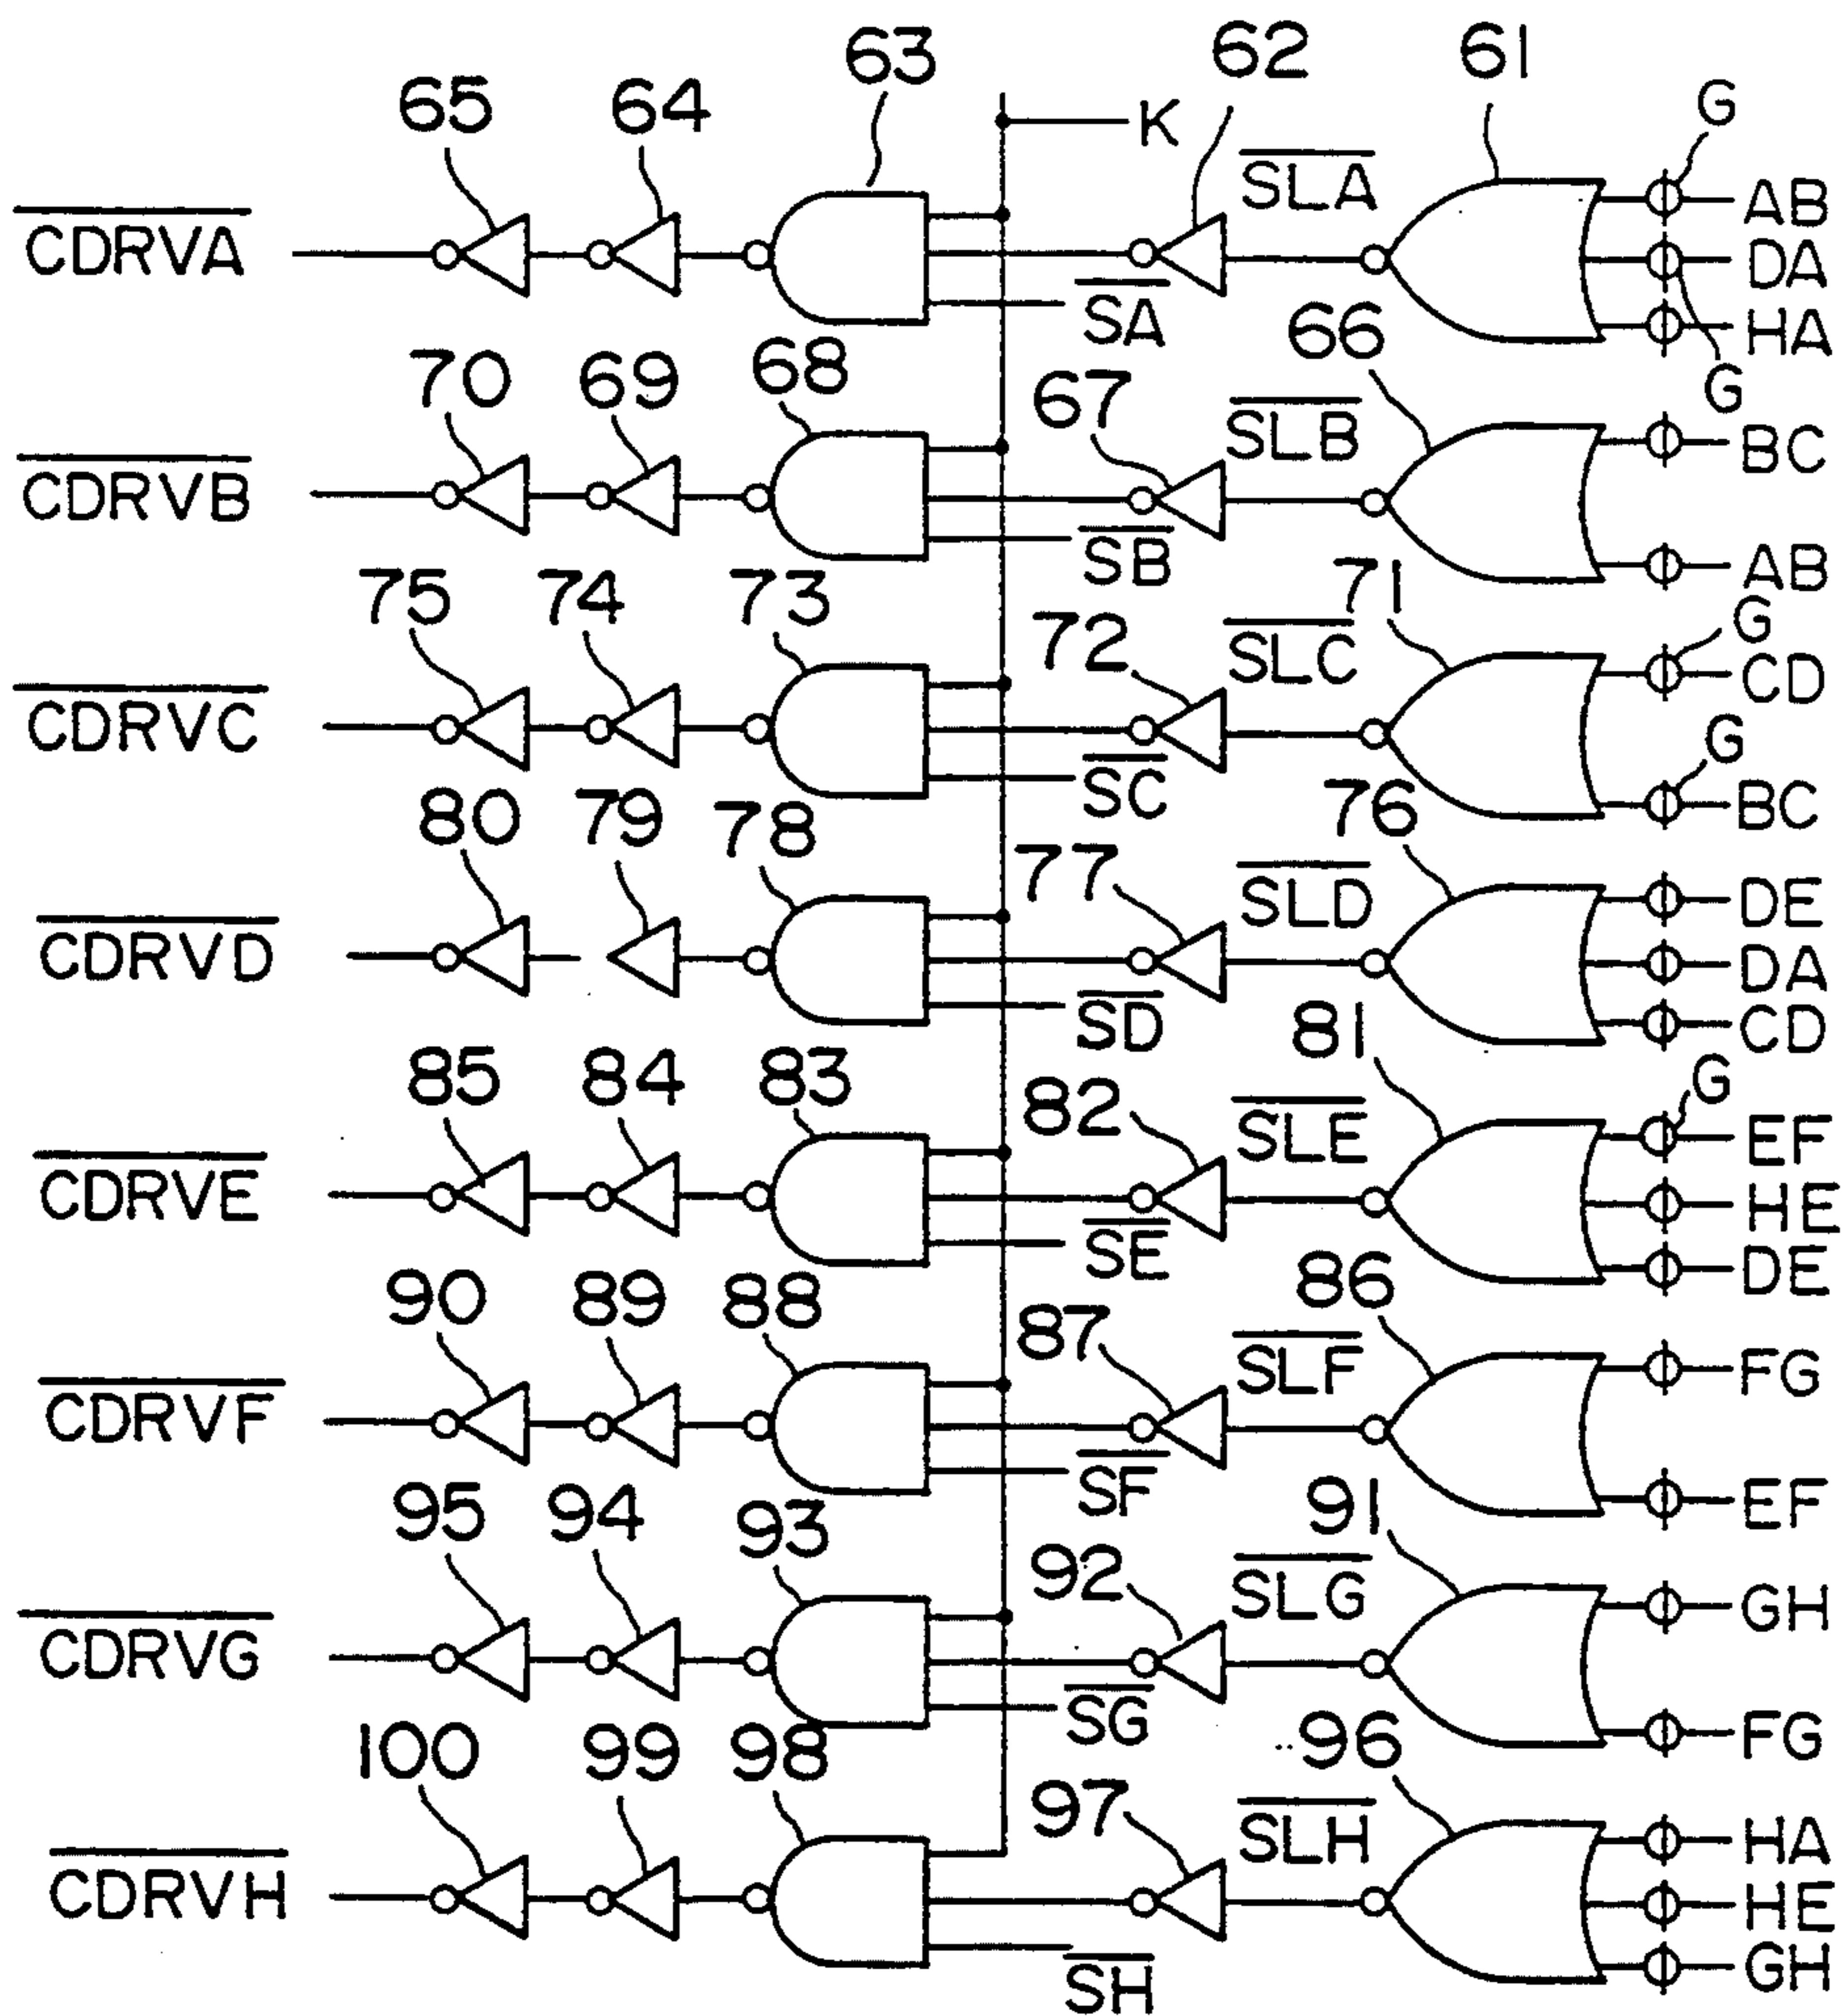 63 62 61
65 64 K G
SLA AB
CDRVA DA
SA 66 HA
70 69 68 67 SLB G
BC
CDRVB SB 71 AB
75 74 73 72 SLC G
CD
CDRVC SC G
BC
80 79 78 77 76
SLD DE
CDRVD DA
SD 81 CD
85 84 83 82 SLE G
EF
CDRVE HE
SE 86 DE
90 89 88 87 SLF FG
CDRVF SF 91 EF
95 94 93 92 SLG GH
CDRVG SG 96 FG
100 99 98 97 SLH HA
CDRVH HE
SH GH